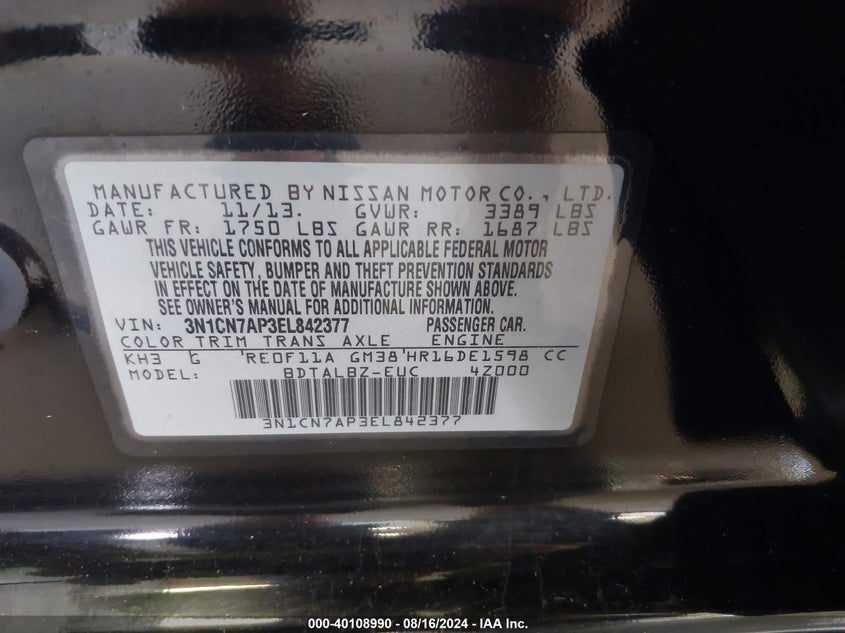 MANUFACTURED BY NISSAN MOTOR CO., LTD.
DATE: 11/13. GVWR: 3389 LBS
GAWR FR: 1750 LBS GAWR RR: 1687 LBS
THIS VEHICLE CONFORMS TO ALL APPLICABLE FEDERAL MOTOR
VEHICLE SAFETY, BUMPER AND THEFT PREVENTION STANDARDS
IN EFFECT ON THE DATE OF MANUFACTURE SHOWN ABOVE.
SEE OWNER'S MANUAL FOR ADDITIONAL INFORMATION.
VIN: 3N1CN7AP3EL842377 PASSENGER CAR.
COLOR TRIM TRANS AXLE ENGINE
KH3 G 'RE0F11A GM38'HR16DE1598 CC
MODEL: BDTALBZ-EUC 4Z000
3N1CN7AP3EL842377
000-40108990 - 08/16/2024 - IAA Inc.